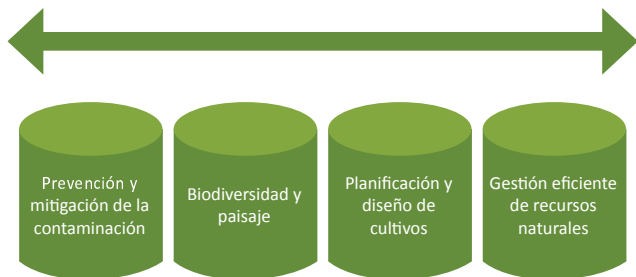 Prevención y
mitigación de la
contaminación
Biodiversidad y
paisaje
Planificación y
diseño de
cultivos
Gestión eficiente
de recursos
naturales